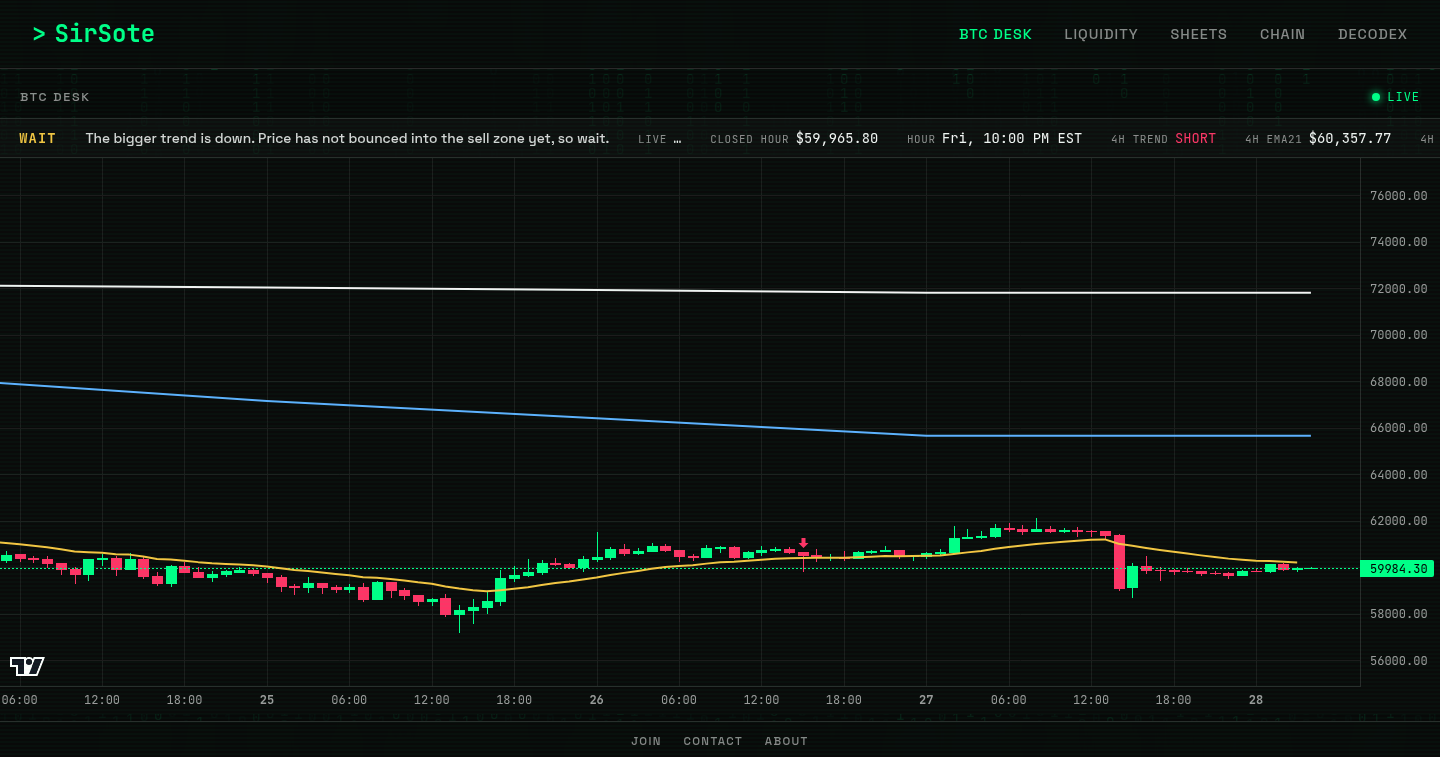 > SirSote
BTC DESK LIQUIDITY SHEETS CHAIN DECODEX
BTC DESK
LIVE
WAIT The bigger trend is down. Price has not bounced into the sell zone yet, so wait. LIVE … CLOSED HOUR $59,965.80 HOUR Fri, 10:00 PM EST 4H TREND SHORT 4H EMA21 $60,357.77 4H
76000.00
74000.00
72000.00
70000.00
68000.00
66000.00
64000.00
62000.00
59984.30
58000.00
56000.00
06:00 12:00 18:00 25 06:00 12:00 18:00 26 06:00 12:00 18:00 27 06:00 12:00 18:00 28
JOIN CONTACT ABOUT